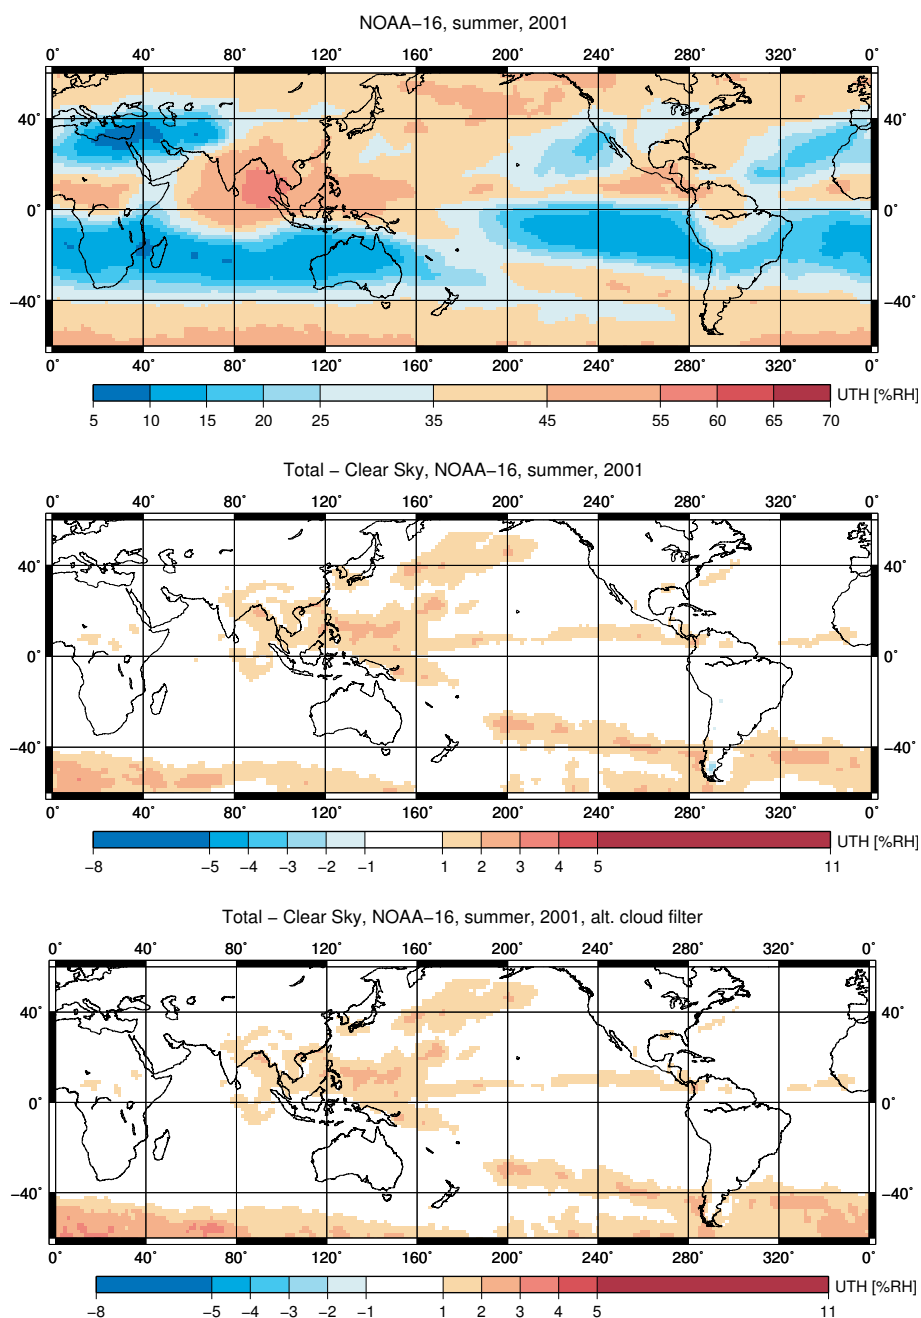 NOAA−16, summer, 2001
0° 40° 80° 120° 160° 200° 240° 280° 320° 0°
40° 40°
0° 0°
−40° −40°
0° 40° 80° 120° 160° 200° 240° 280° 320° 0°
UTH [%RH]
5 10 15 20 25 35 45 55 60 65 70
Total − Clear Sky, NOAA−16, summer, 2001
0° 40° 80° 120° 160° 200° 240° 280° 320° 0°
40° 40°
0° 0°
−40° −40°
0° 40° 80° 120° 160° 200° 240° 280° 320° 0°
UTH [%RH]
−8 −5 −4 −3 −2 −1 1 2 3 4 5 11
Total − Clear Sky, NOAA−16, summer, 2001, alt. cloud filter
0° 40° 80° 120° 160° 200° 240° 280° 320° 0°
40° 40°
0° 0°
−40° −40°
0° 40° 80° 120° 160° 200° 240° 280° 320° 0°
UTH [%RH]
−8 −5 −4 −3 −2 −1 1 2 3 4 5 11